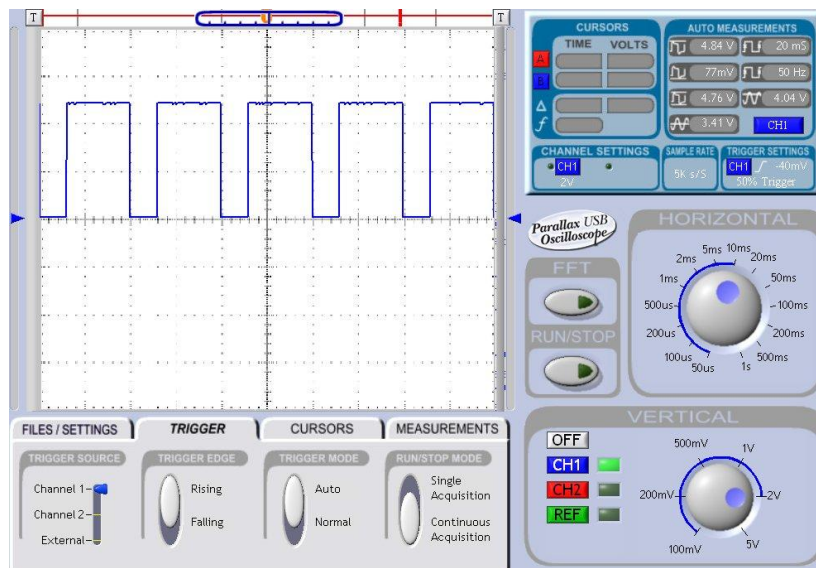 T
T
CURSORS
TIME VOLTS
A
B
Δ
f
AUTO MEASUREMENTS
4.84 V 20 mS
77mV 50 Hz
4.76 V 4.04 V
3.41 V CH1
CHANNEL SETTINGS
CH1
2V
SAMPLE RATE
5K s/S
TRIGGER SETTINGS
CH1 -40mV
50% Trigger
Parallax USB
Oscilloscope
FFT
RUN/STOP
HORIZONTAL
50us
100us
200us
500us
1ms
2ms
5ms
10ms
20ms
50ms
100ms
200ms
500ms
1s
FILES / SETTINGS
TRIGGER
CURSORS
MEASUREMENTS
TRIGGER SOURCE
Channel 1
Channel 2
External
TRIGGER EDGE
Rising
Falling
TRIGGER MODE
Auto
Normal
RUN/STOP MODE
Single
Acquisition
Continuous
Acquisition
VERTICAL
OFF
CH1
CH2
REF
100mV
200mV
500mV
1V
2V
5V